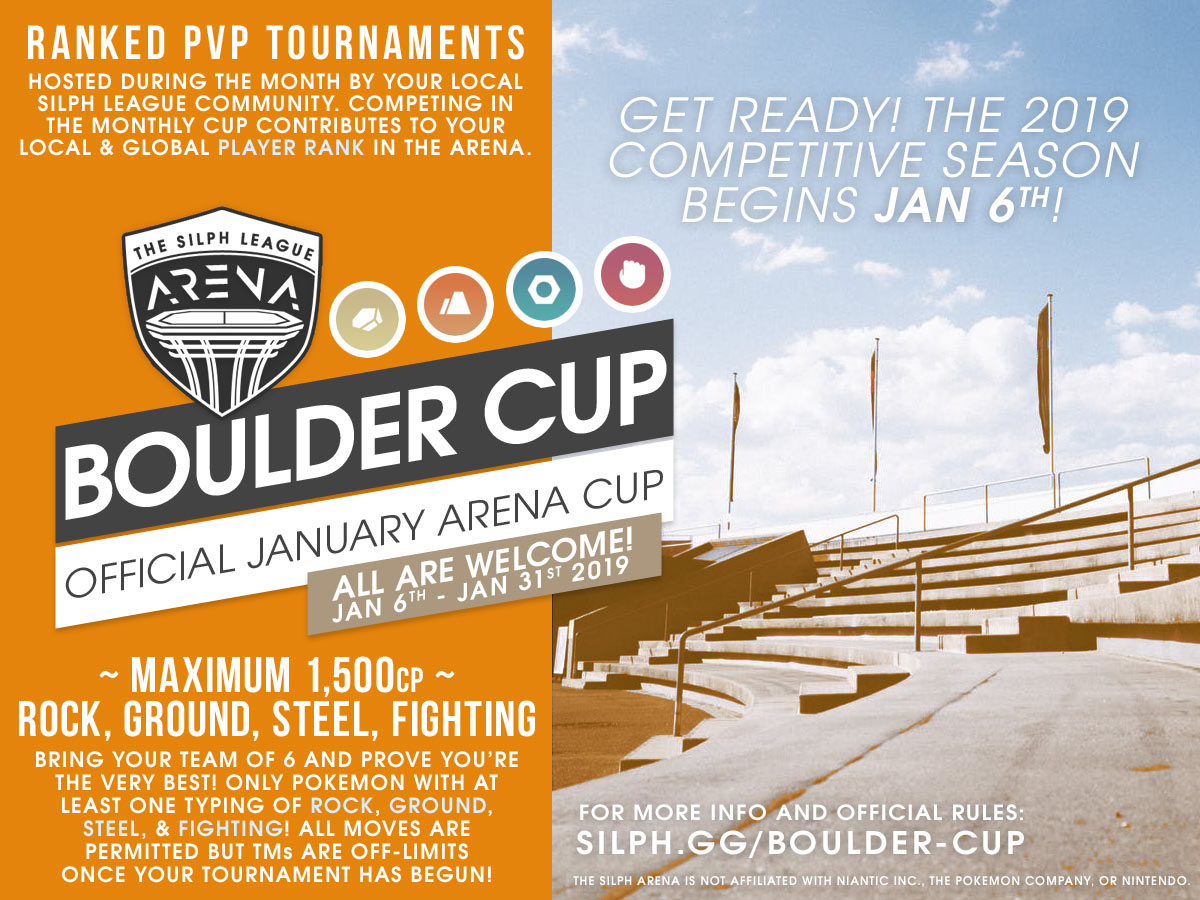 RANKED PVP TOURNAMENTS
HOSTED DURING THE MONTH BY YOUR LOCAL
SILPH LEAGUE COMMUNITY. COMPETING IN
THE MONTHLY CUP CONTRIBUTES TO YOUR
LOCAL & GLOBAL PLAYER RANK IN THE ARENA.
THE SILPH LEAGUE
ARENA
BOULDER CUP
OFFICIAL JANUARY ARENA CUP
ALL ARE WELCOME!
JAN 6TH - JAN 31ST 2019
~ MAXIMUM 1,500CP ~
ROCK, GROUND, STEEL, FIGHTING
BRING YOUR TEAM OF 6 AND PROVE YOU'RE
THE VERY BEST! ONLY POKEMON WITH AT
LEAST ONE TYPING OF ROCK, GROUND,
STEEL, & FIGHTING! ALL MOVES ARE
PERMITTED BUT TMs ARE OFF-LIMITS
ONCE YOUR TOURNAMENT HAS BEGUN!
GET READY! THE 2019
COMPETITIVE SEASON
BEGINS JAN 6TH!
FOR MORE INFO AND OFFICIAL RULES:
SILPH.GG/BOULDER-CUP
THE SILPH ARENA IS NOT AFFILIATED WITH NIANTIC INC., THE POKEMON COMPANY, OR NINTENDO.